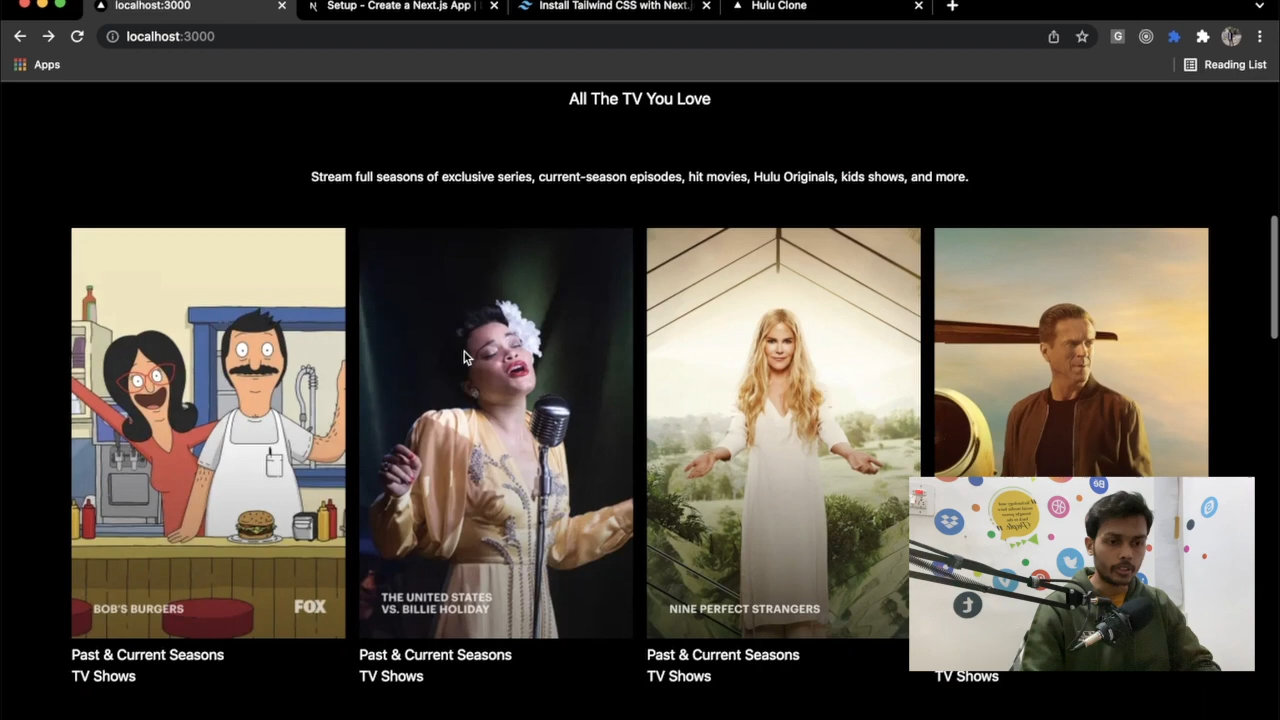 localhost:3000
Setup - Create a Next.js App |
Install Tailwind CSS with Next.
Hulu Clone
localhost:3000
G
Apps
Reading List
All The TV You Love
Stream full seasons of exclusive series, current-season episodes, hit movies, Hulu Originals, kids shows, and more.
BOB'S BURGERS
FOX
THE UNITED STATES
VS. BILLIE HOLIDAY
NINE PERFECT STRANGERS
Past & Current Seasons
TV Shows
Past & Current Seasons
TV Shows
Past & Current Seasons
TV Shows
TV Shows